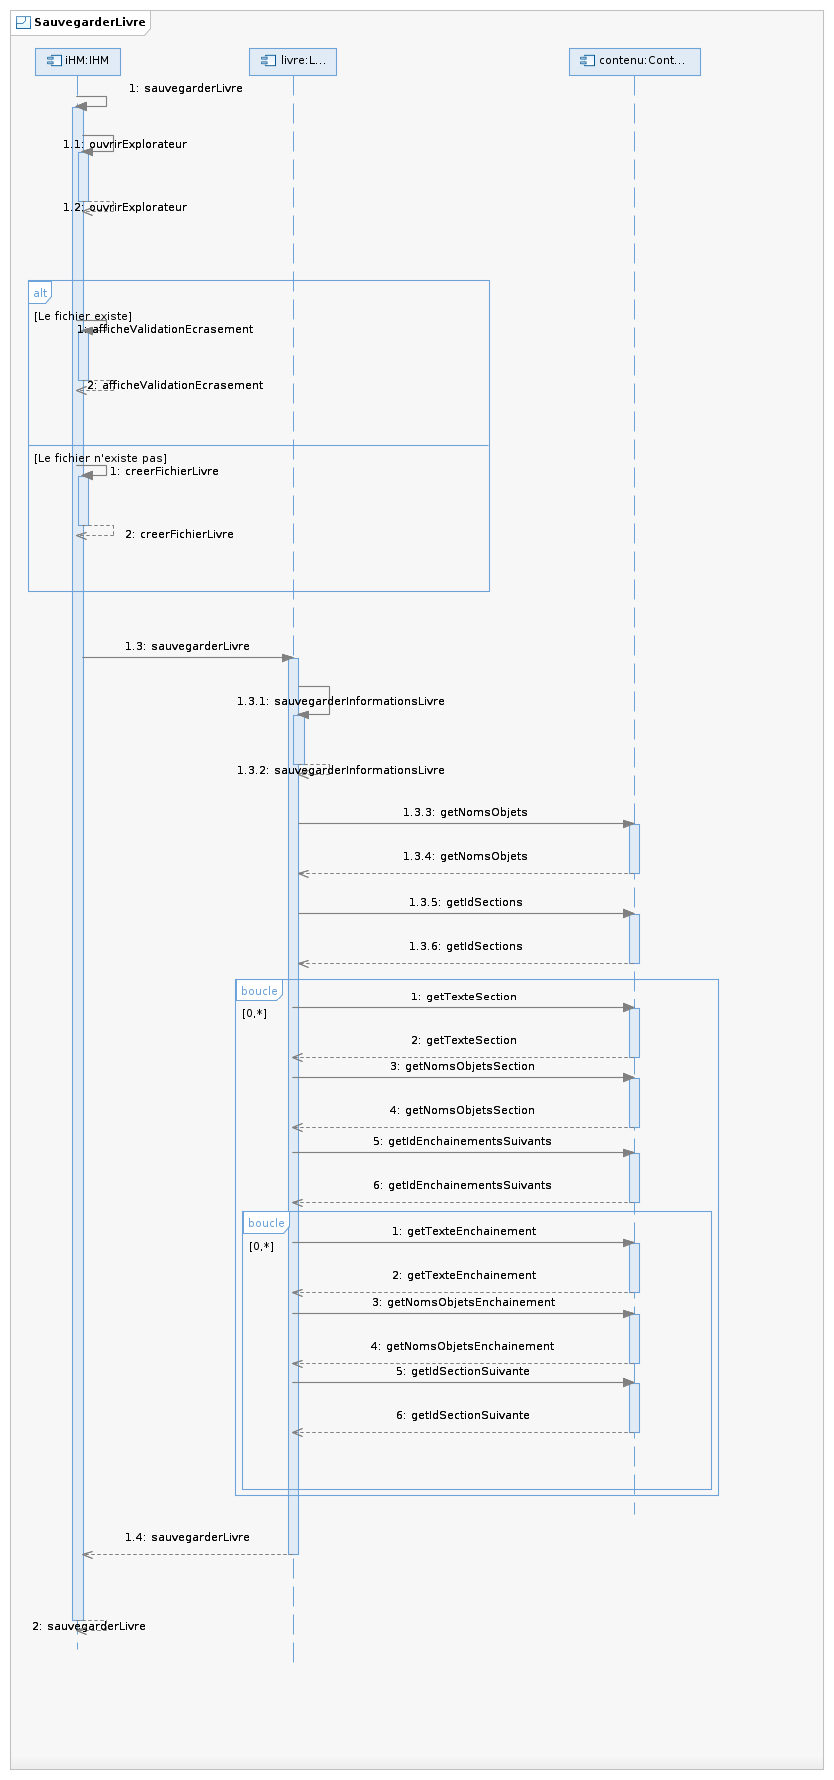 SauvegarderLivre
iHM:IHM
livre:L...
contenu:Cont...
1: sauvegarderLivre
1.1: ouvrirExplorateur
1.2: ouvrirExplorateur
alt
[Le fichier existe]
1: afficheValidationEcrasement
2: afficheValidationEcrasement
[Le fichier n'existe pas]
1: creerFichierLivre
2: creerFichierLivre
1.3: sauvegarderLivre
1.3.1: sauvegarderInformationsLivre
1.3.2: sauvegarderInformationsLivre
1.3.3: getNomsObjets
1.3.4: getNomsObjets
1.3.5: getIdSections
1.3.6: getIdSections
boucle
1: getTexteSection
[0,*]
2: getTexteSection
3: getNomsObjetsSection
4: getNomsObjetsSection
5: getIdEnchainementsSuivants
6: getIdEnchainementsSuivants
boucle
1: getTexteEnchainement
[0,*]
2: getTexteEnchainement
3: getNomsObjetsEnchainement
4: getNomsObjetsEnchainement
5: getIdSectionSuivante
6: getIdSectionSuivante
1.4: sauvegarderLivre
2: sauvegarderLivre